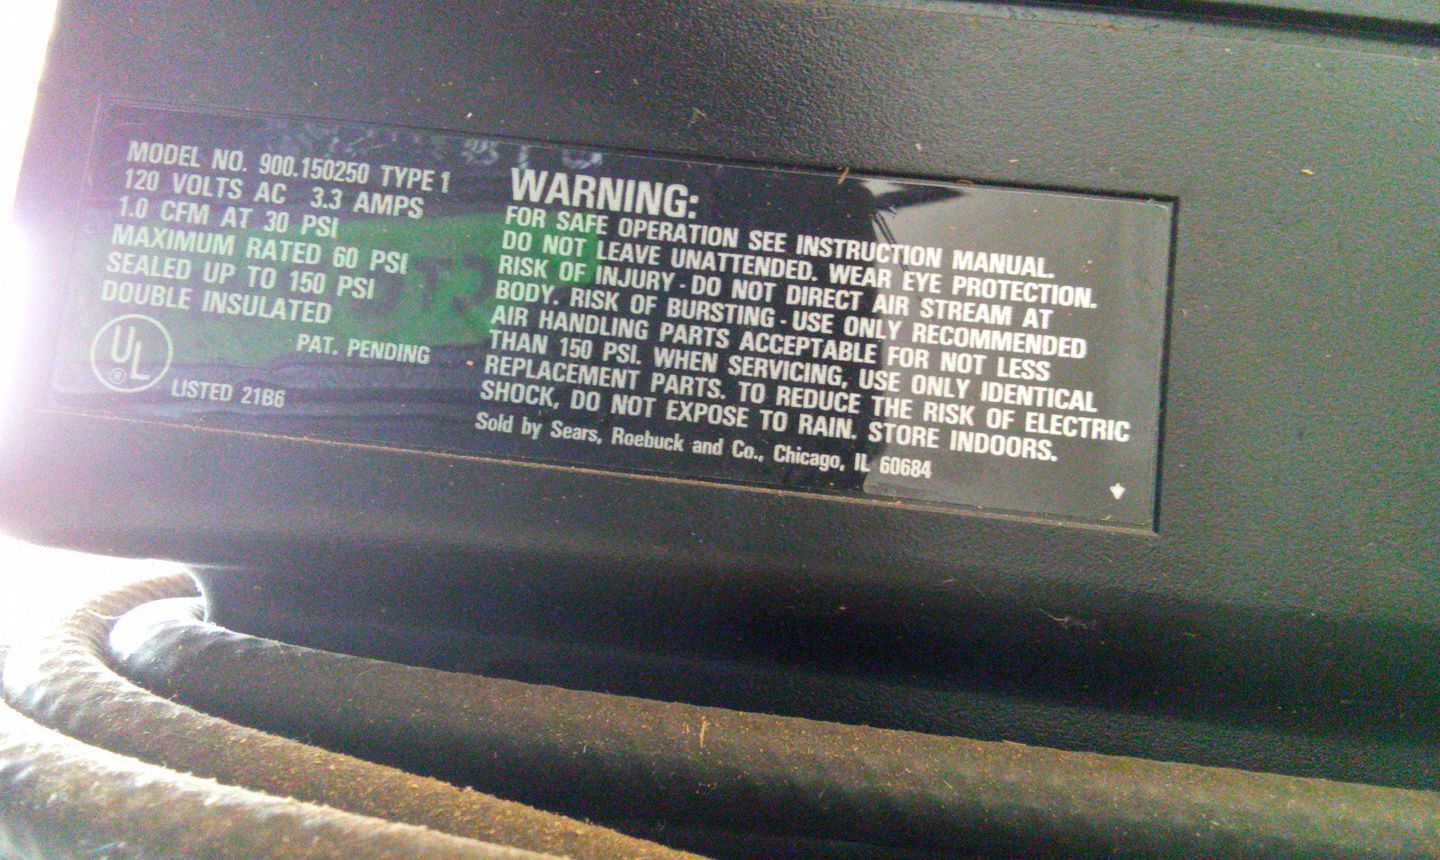 MODEL NO. 900.150250 TYPE 1
120 VOLTS AC 3.3 AMPS
1.0 CFM AT 30 PSI
MAXIMUM RATED 60 PSI
SEALED UP TO 150 PSI
DOUBLE INSULATED
PAT. PENDING
UL
®
LISTED 21B6
WARNING:
FOR SAFE OPERATION SEE INSTRUCTION MANUAL.
DO NOT LEAVE UNATTENDED. WEAR EYE PROTECTION.
RISK OF INJURY - DO NOT DIRECT AIR STREAM AT
BODY. RISK OF BURSTING - USE ONLY RECOMMENDED
AIR HANDLING PARTS ACCEPTABLE FOR NOT LESS
THAN 150 PSI. WHEN SERVICING, USE ONLY IDENTICAL
REPLACEMENT PARTS. TO REDUCE THE RISK OF ELECTRIC
SHOCK, DO NOT EXPOSE TO RAIN. STORE INDOORS.
Sold by Sears, Roebuck and Co., Chicago, IL 60684